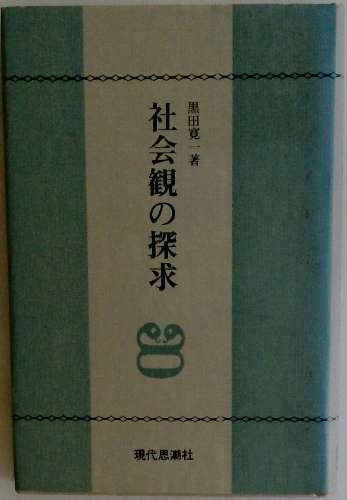 黒田寛一著
社会観の探求
現代思潮社